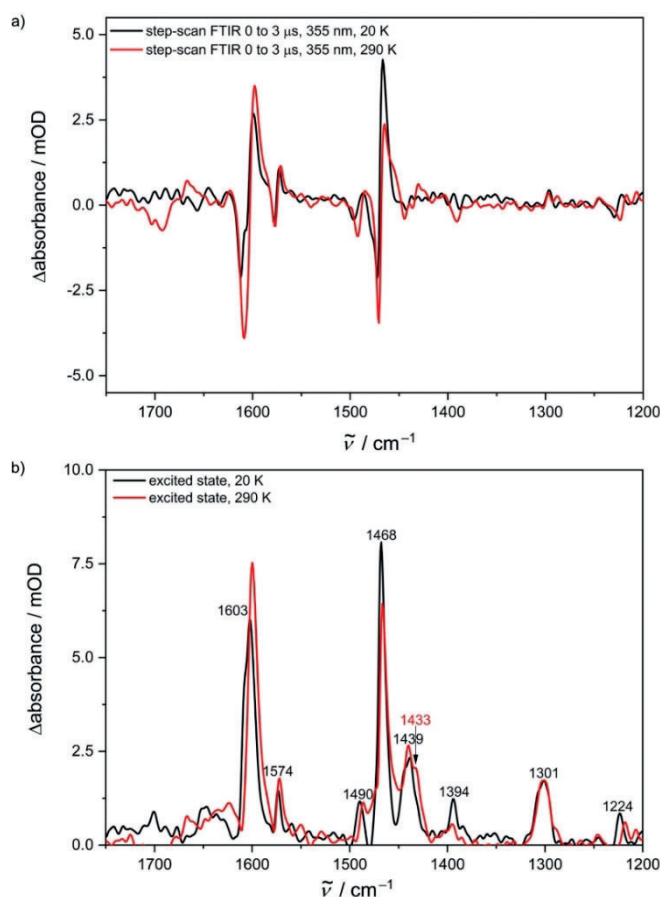 a)
step-scan FTIR 0 to 3 μs, 355 nm, 20 K
step-scan FTIR 0 to 3 μs, 355 nm, 290 K
5.0
2.5
0.0
-2.5
-5.0
Δabsorbance / mOD
1700 1600 1500 1400 1300 1200
ṽ / cm⁻¹
b)
excited state, 20 K
excited state, 290 K
10.0
7.5
5.0
2.5
0.0
Δabsorbance / mOD
1468
1603
1433
1439
1574
1490
1394
1301
1224
1700 1600 1500 1400 1300 1200
ṽ / cm⁻¹